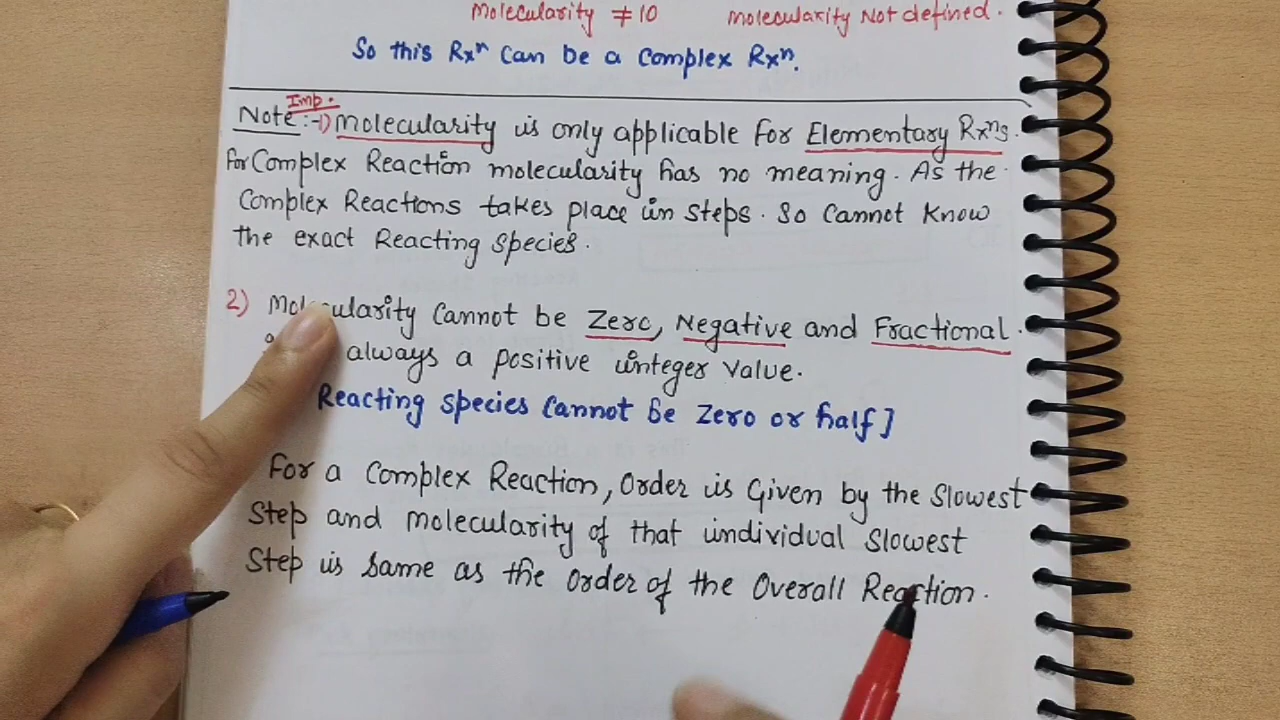 Molecularity ≠ 10 Molecularity Not defined.
So this Rxⁿ can be a complex Rxⁿ.
Imp.
Note :- 1) Molecularity is only applicable for Elementary Rxⁿs.
For Complex Reaction molecularity has no meaning. As the
Complex Reactions takes place in steps. So cannot know
the exact Reacting species.
2) Molecularity cannot be Zero, Negative and Fractional.
always a positive integer value.
Reacting species cannot be zero or half]
For a Complex Reaction, Order is Given by the Slowest
Step and Molecularity of that individual Slowest
Step is same as the order of the Overall Reaction.